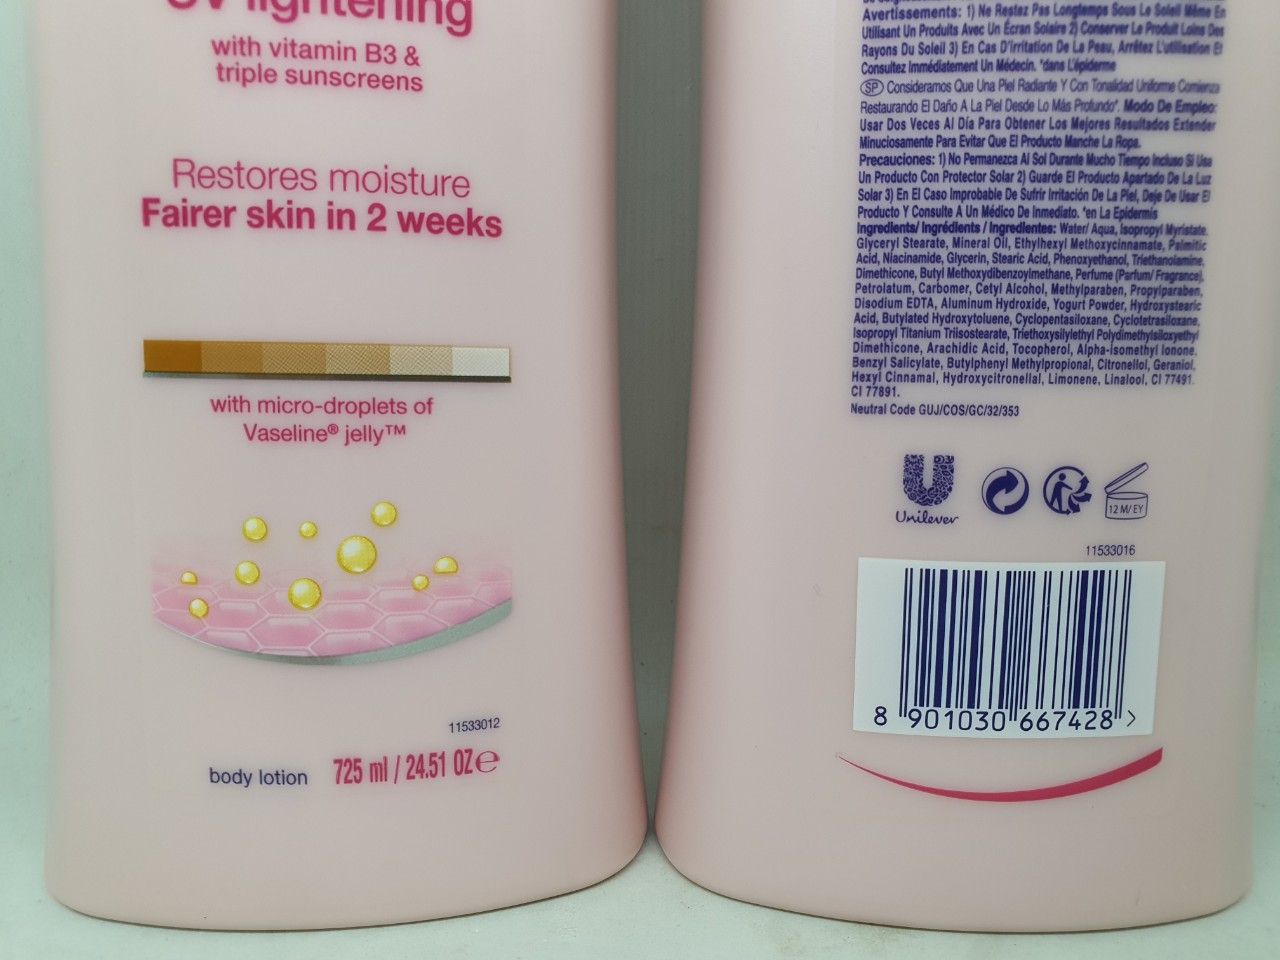 uv lightening
with vitamin B3 &
triple sunscreens
Restores moisture
Fairer skin in 2 weeks
with micro-droplets of
Vaseline® jelly™
11533012
body lotion 725 ml / 24.51 OZ℮
Avertissements: 1) Ne Restez Pas Longtemps Sous Le Soleil Même En
Utilisant Un Produits Avec Un Écran Solaire 2) Conserver Le Produit Loins Des
Rayons Du Soleil 3) En Cas D'Irritation De La Peau, Arrêtez L'utilisation Et
Consultez Immédiatement Un Médecin. *dans L'épiderme
SP Consideramos Que Una Piel Radiante Y Con Tonalidad Uniforme Comienza
Restaurando El Daño A La Piel Desde Lo Más Profundo*. Modo De Empleo:
Usar Dos Veces Al Día Para Obtener Los Mejores Resultados Extender
Minuciosamente Para Evitar Que El Producto Manche La Ropa.
Precauciones: 1) No Permanezca Al Sol Durante Mucho Tiempo Incluso Si Usa
Un Producto Con Protector Solar 2) Guarde El Producto Apartado De La Luz
Solar 3) En El Caso Improbable De Sufrir Irritación De La Piel, Deje De Usar El
Producto Y Consulte A Un Médico De Inmediato. *en La Epidermis
Ingredients/ Ingrédients / Ingredientes: Water/ Aqua, Isopropyl Myristate,
Glyceryl Stearate, Mineral Oil, Ethylhexyl Methoxycinnamate, Palmitic
Acid, Niacinamide, Glycerin, Stearic Acid, Phenoxyethanol, Triethanolamine,
Dimethicone, Butyl Methoxydibenzoylmethane, Perfume (Parfum/ Fragrance),
Petrolatum, Carbomer, Cetyl Alcohol, Methylparaben, Propylparaben,
Disodium EDTA, Aluminum Hydroxide, Yogurt Powder, Hydroxystearic
Acid, Butylated Hydroxytoluene, Cyclopentasiloxane, Cyclotetrasiloxane,
Isopropyl Titanium Triisostearate, Triethoxysilylethyl Polydimethylsiloxyethyl
Dimethicone, Arachidic Acid, Tocopherol, Alpha-isomethyl Ionone,
Benzyl Salicylate, Butylphenyl Methylpropional, Citronellol, Geraniol,
Hexyl Cinnamal, Hydroxycitronellal, Limonene, Linalool, CI 77491,
CI 77891.
Neutral Code GUJ/COS/GC/32/353
Unilever
12 M/ EY
11533016
8 901030 667428 >